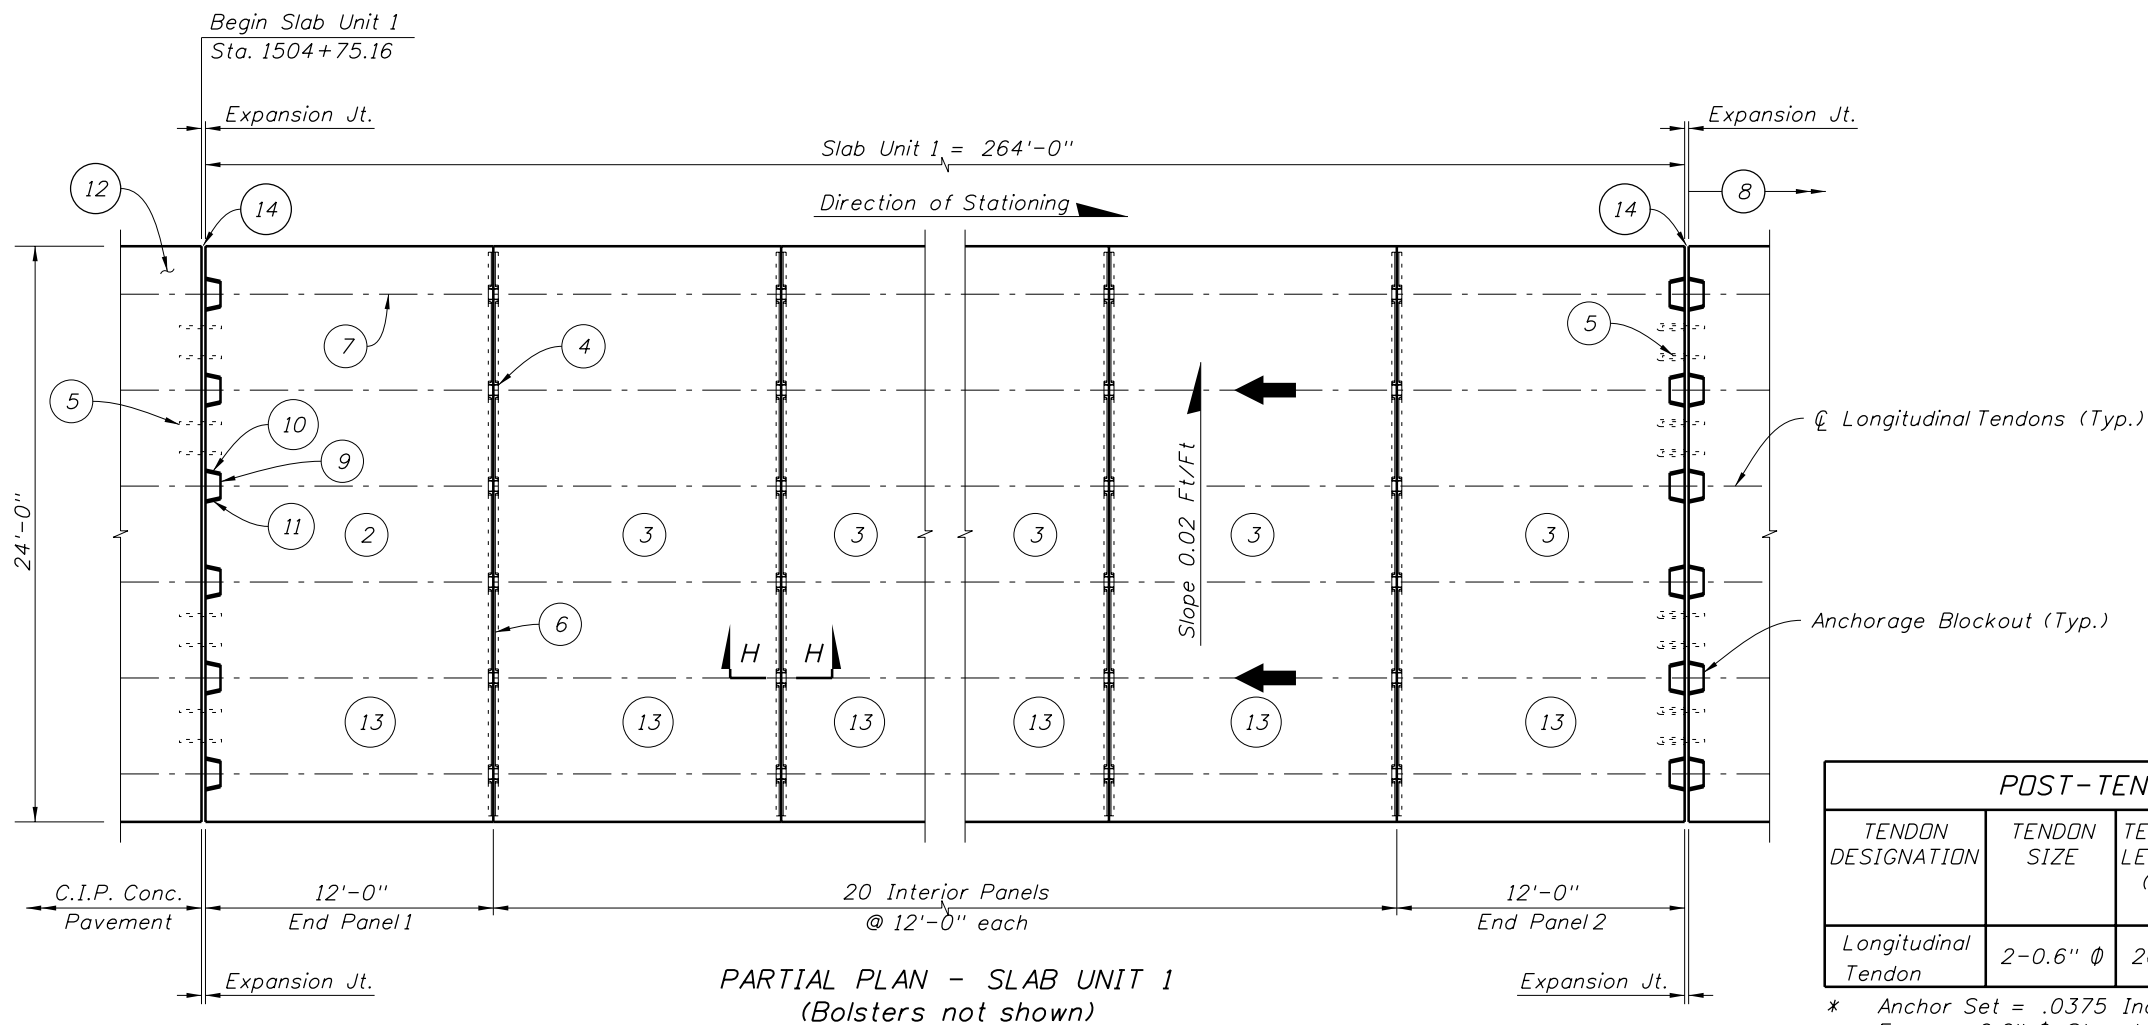 Begin Slab Unit 1
Sta. 1504+75.16
Expansion Jt.
Expansion Jt.
Slab Unit 1 = 264'-0"
12
14
Direction of Stationing
14
8
7
4
5
5
10
9
11
℄ Longitudinal Tendons (Typ.)
24'-0"
2
3
3
3
3
3
Slope 0.02 Ft/Ft
6
H H
Anchorage Blockout (Typ.)
13
13
13
13
13
13
C.I.P. Conc.
Pavement
12'-0"
End Panel 1
20 Interior Panels
@ 12'-0" each
12'-0"
End Panel 2
Expansion Jt.
Expansion Jt.
PARTIAL PLAN - SLAB UNIT 1
(Bolsters not shown)
POST-TEN
TENDON
DESIGNATION
TENDON
SIZE
TE
LE
(
Longitudinal
Tendon
2-0.6" ϕ
* Anchor Set = .0375